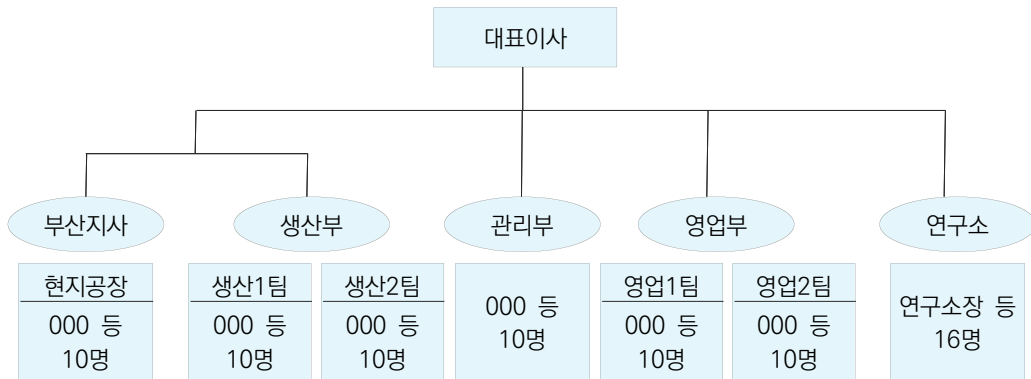 대표이사
부산지사
생산부
관리부
영업부
연구소
현지공장
000 등
10명
생산1팀
000 등
10명
생산2팀
000 등
10명
000 등
10명
영업1팀
000 등
10명
영업2팀
000 등
10명
연구소장 등
16명